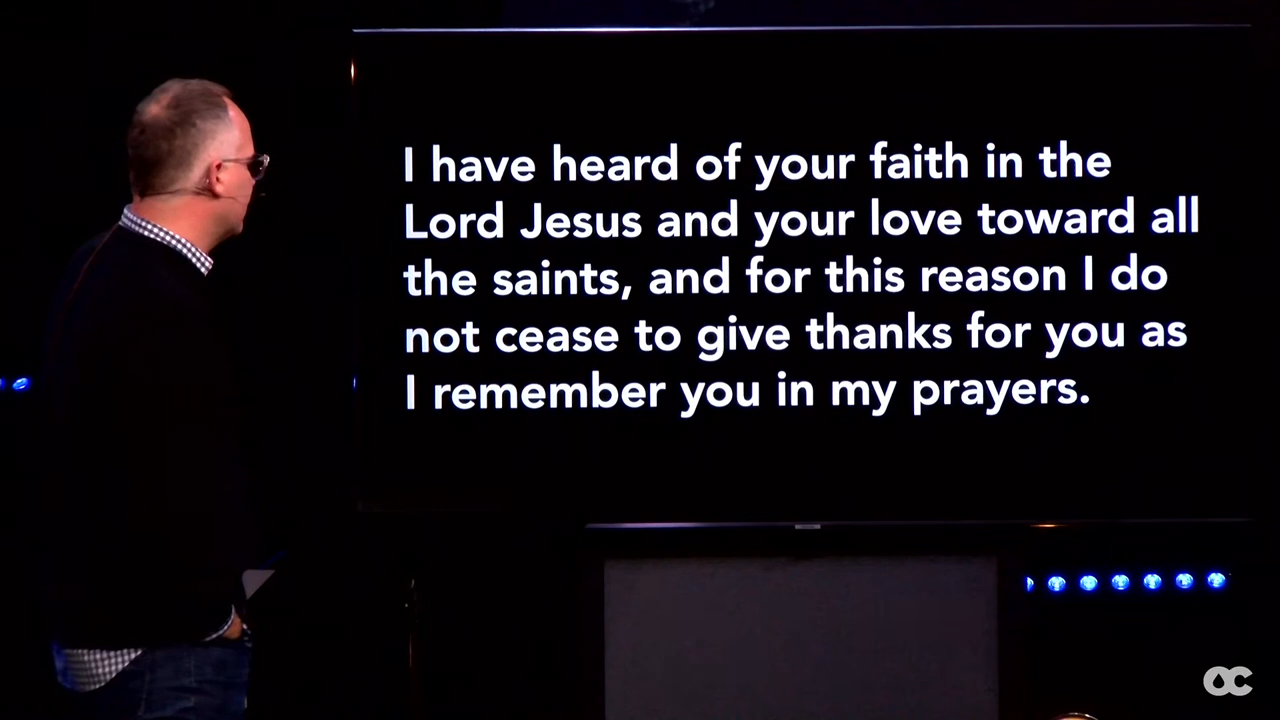 I have heard of your faith in the
Lord Jesus and your love toward all
the saints, and for this reason I do
not cease to give thanks for you as
I remember you in my prayers.
OC